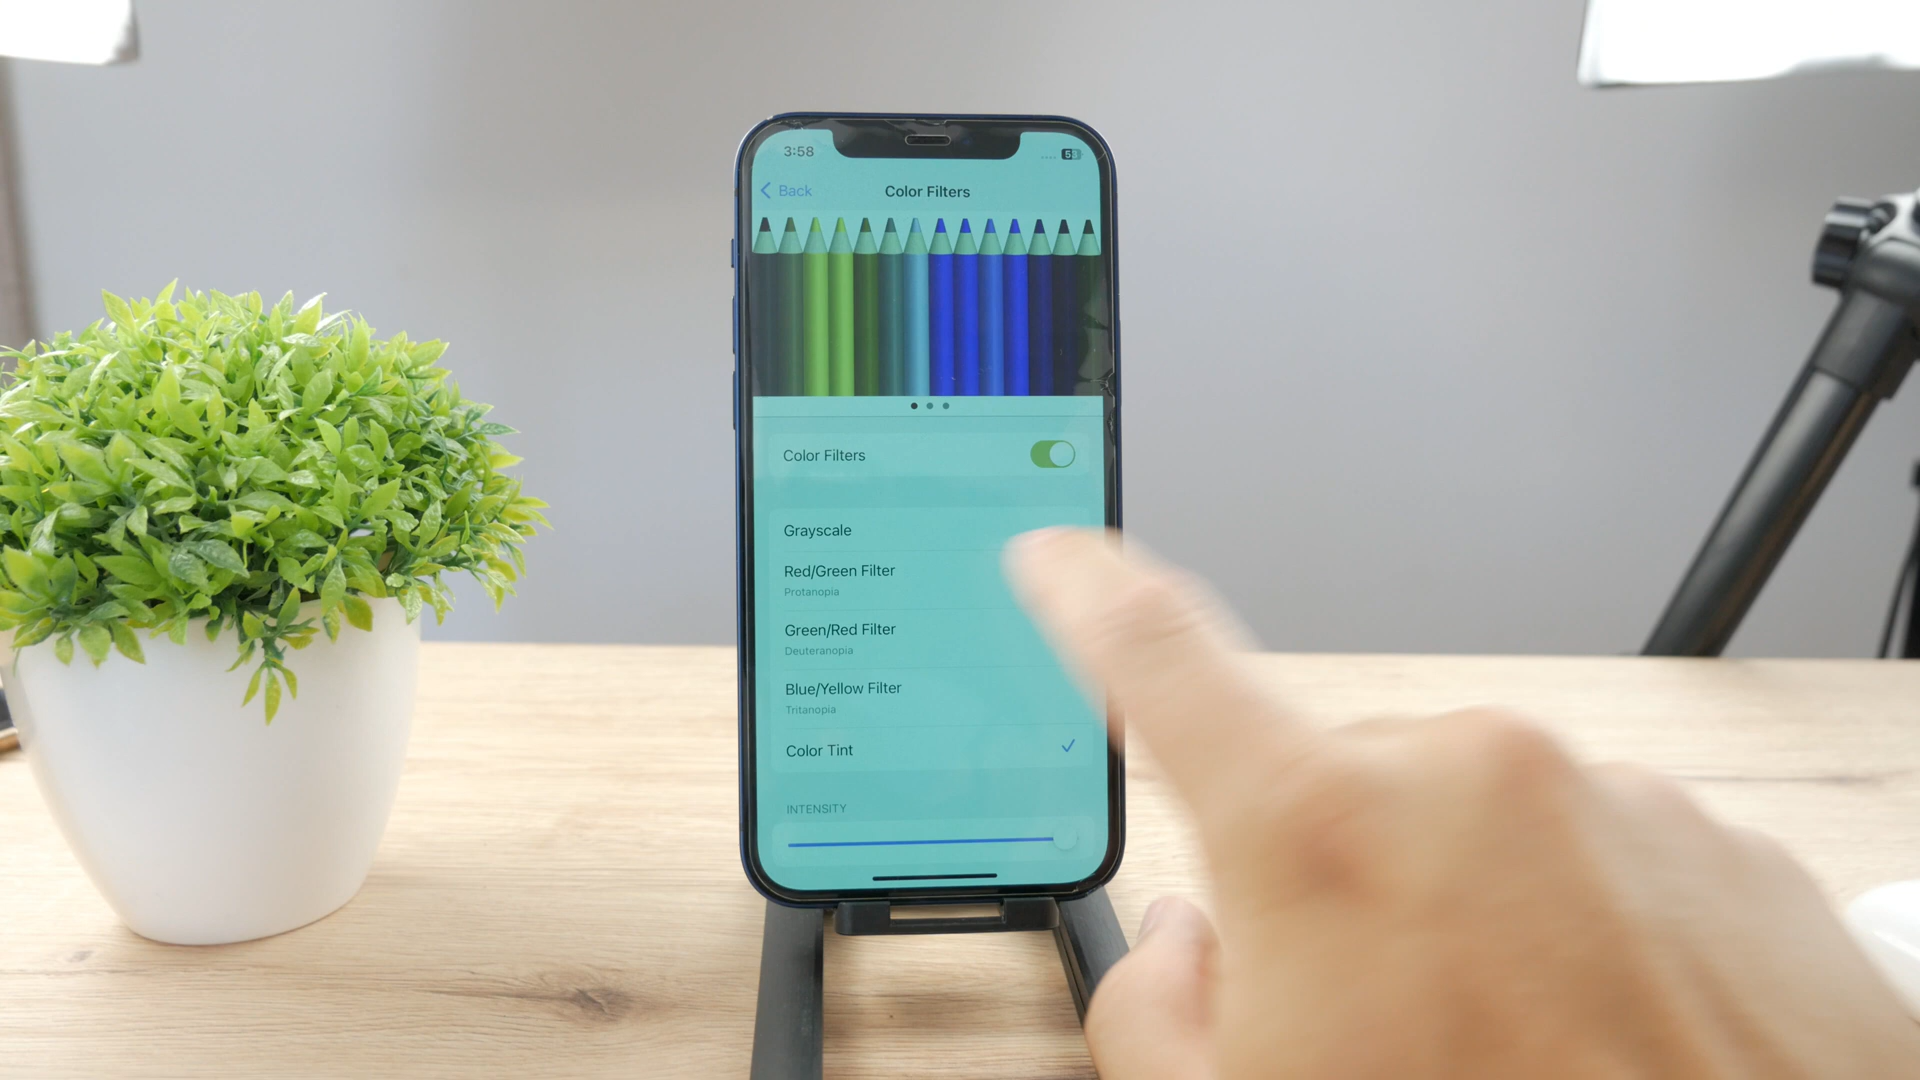 3:58
Back
Color Filters
Color Filters
Grayscale
Red/Green Filter
Protanopia
Green/Red Filter
Deuteranopia
Blue/Yellow Filter
Tritanopia
Color Tint
INTENSITY